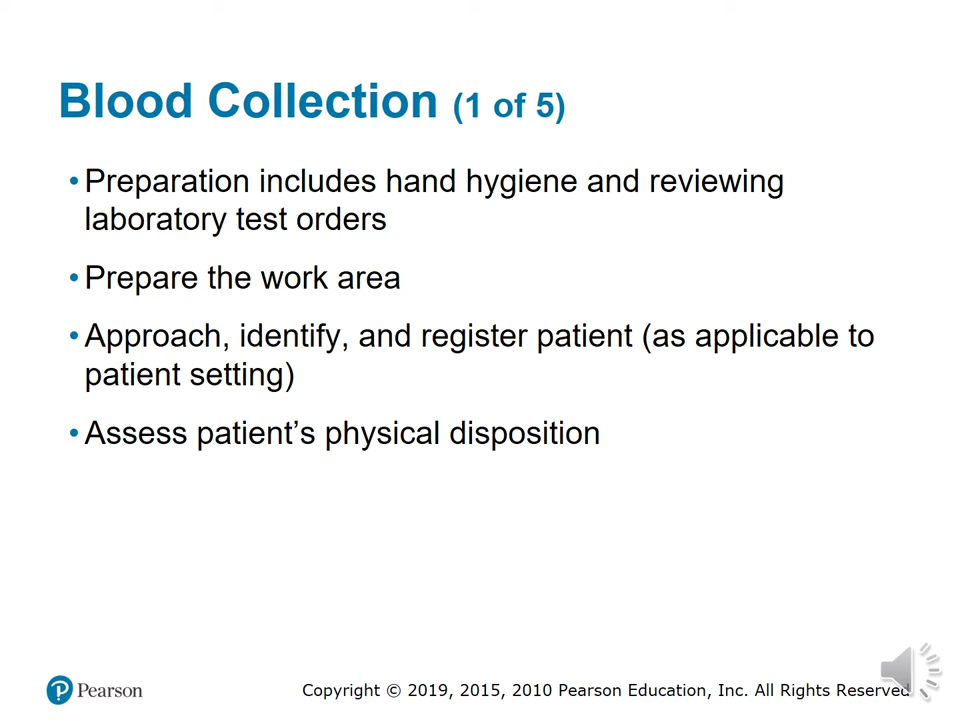 Blood Collection (1 of 5)
• Preparation includes hand hygiene and reviewing
laboratory test orders
• Prepare the work area
• Approach, identify, and register patient (as applicable to
patient setting)
• Assess patient’s physical disposition
Pearson
Copyright © 2019, 2015, 2010 Pearson Education, Inc. All Rights Reserved